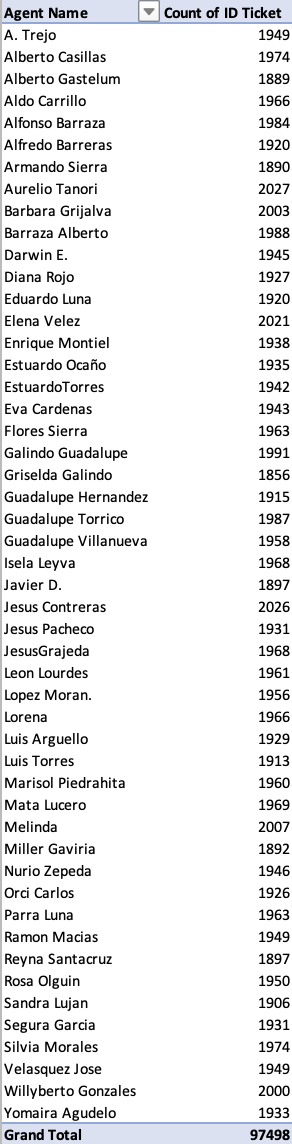 Agent Name Count of ID Ticket
A. Trejo 1949
Alberto Casillas 1974
Alberto Gastelum 1889
Aldo Carrillo 1966
Alfonso Barraza 1984
Alfredo Barreras 1920
Armando Sierra 1890
Aurelio Tanori 2027
Barbara Grijalva 2003
Barraza Alberto 1988
Darwin E. 1945
Diana Rojo 1927
Eduardo Luna 1920
Elena Velez 2021
Enrique Montiel 1938
Estuardo Ocaño 1935
EstuardoTorres 1942
Eva Cardenas 1943
Flores Sierra 1963
Galindo Guadalupe 1991
Griselda Galindo 1856
Guadalupe Hernandez 1915
Guadalupe Torrico 1987
Guadalupe Villanueva 1958
Isela Leyva 1968
Javier D. 1897
Jesus Contreras 2026
Jesus Pacheco 1931
JesusGrajeda 1968
Leon Lourdes 1961
Lopez Moran. 1956
Lorena 1966
Luis Arguello 1929
Luis Torres 1913
Marisol Piedrahita 1960
Mata Lucero 1969
Melinda 2007
Miller Gaviria 1892
Nurio Zepeda 1946
Orci Carlos 1926
Parra Luna 1963
Ramon Macias 1949
Reyna Santacruz 1897
Rosa Olguin 1950
Sandra Lujan 1906
Segura Garcia 1931
Silvia Morales 1974
Velasquez Jose 1949
Willyberto Gonzales 2000
Yomaira Agudelo 1933
Grand Total 97498